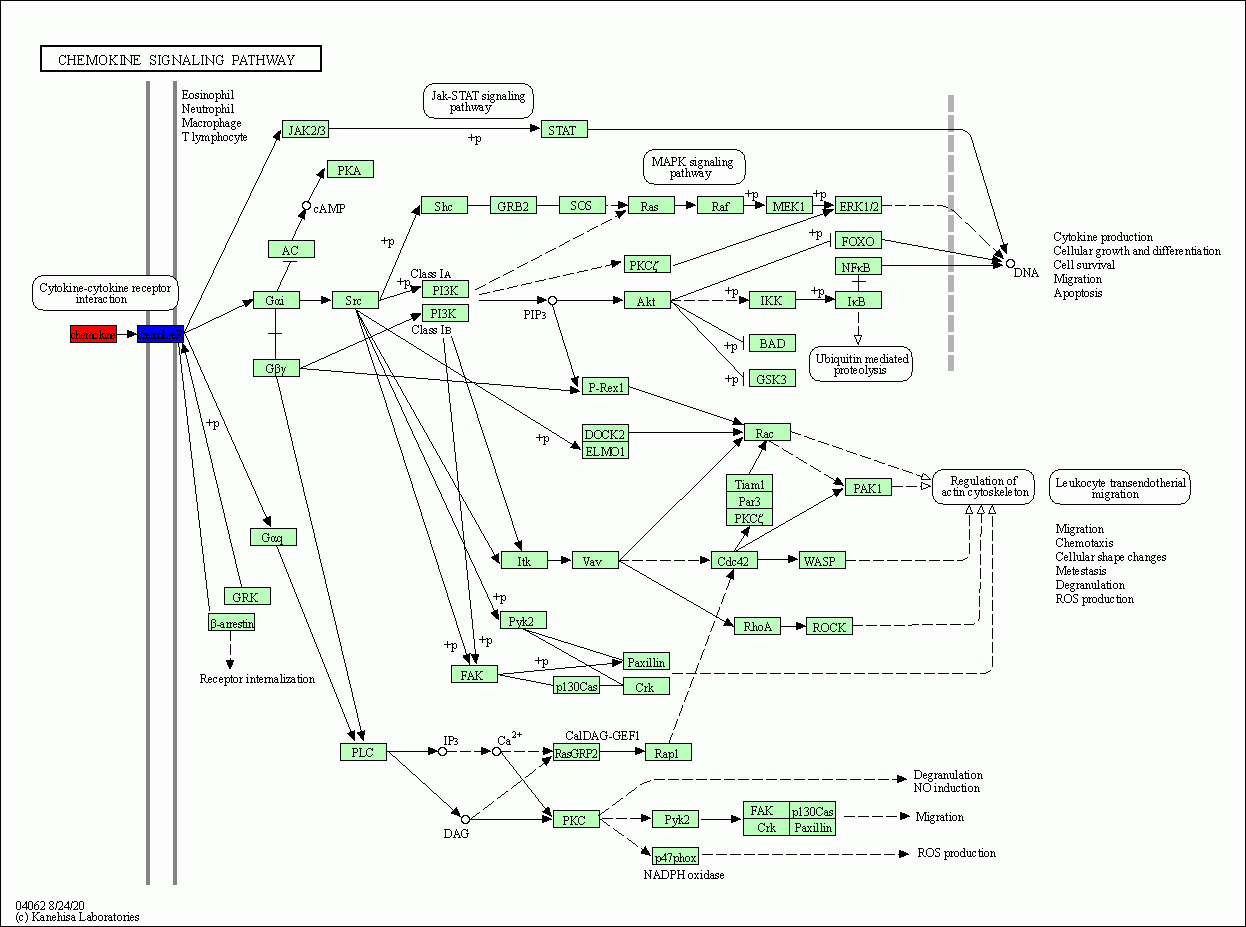 CHEMOKINE SIGNALING PATHWAY
Eosinophil
Neutrophil
Macrophage
T lymphocyte
Jak-STAT signaling
pathway
JAK2/3
+p
STAT
MAPK signaling
pathway
PKA
cAMP
Shc
GRB2
SOS
Ras
Raf
+p
MEK1
+p
ERK1/2
+p
AC
+p
FOXO
Cytokine production
Cellular growth and differentiation
Cell survival
Migration
Apoptosis
DNA
PKCζ
NFκB
Class IA
+p
PI3K
Cytokine-cytokine receptor
interaction
Gαi
Src
PI3K
Class IB
PIP3
Akt
+p
IKK
+p
IκB
chemokine
BAD
+p
Ubiquitin mediated
proteolysis
Gβγ
+p
GSK3
P-Rex1
+p
+p
DOCK2
ELMO1
Rac
Tiam1
Par3
PKCζ
PAK1
Regulation of
actin cytoskeleton
Leukocyte transendotherial
migration
Gαq
Itk
Vav
Cdc42
WASP
Migration
Chemotaxis
Cellular shape changes
Metestasis
Degranulation
ROS production
GRK
β-arrestin
+p
Pyk2
RhoA
ROCK
Receptor internalization
+p
+p
FAK
+p
Paxillin
p130Cas
Crk
PLC
IP3
Ca2+
CalDAG-GEF1
RasGRP2
Rap1
DAG
PKC
Degranulation
NO induction
Pyk2
FAK
p130Cas
Crk
Paxillin
Migration
p47phox
NADPH oxidase
ROS production
04062 8/24/20
(c) Kanehisa Laboratories